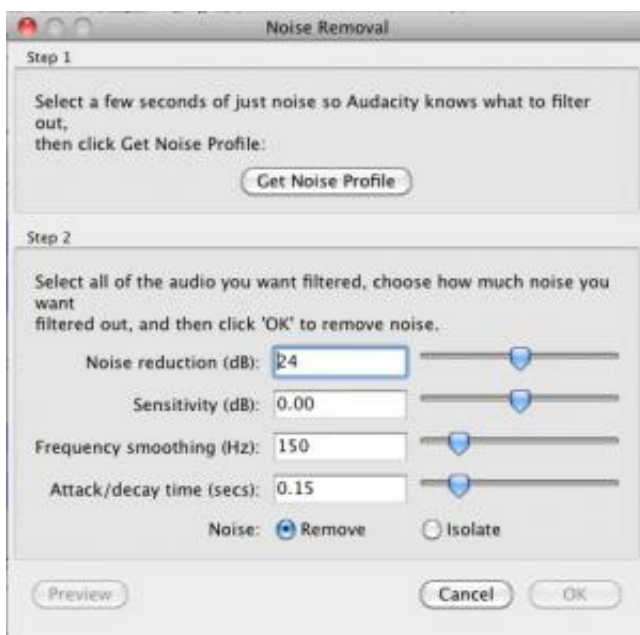 Noise Removal
Step 1
Select a few seconds of just noise so Audacity knows what to filter
out,
then click Get Noise Profile:
Get Noise Profile
Step 2
Select all of the audio you want filtered, choose how much noise you
want
filtered out, and then click 'OK' to remove noise.
Noise reduction (dB): 24
Sensitivity (dB): 0.00
Frequency smoothing (Hz): 150
Attack/decay time (secs): 0.15
Noise: Remove Isolate
Preview Cancel OK